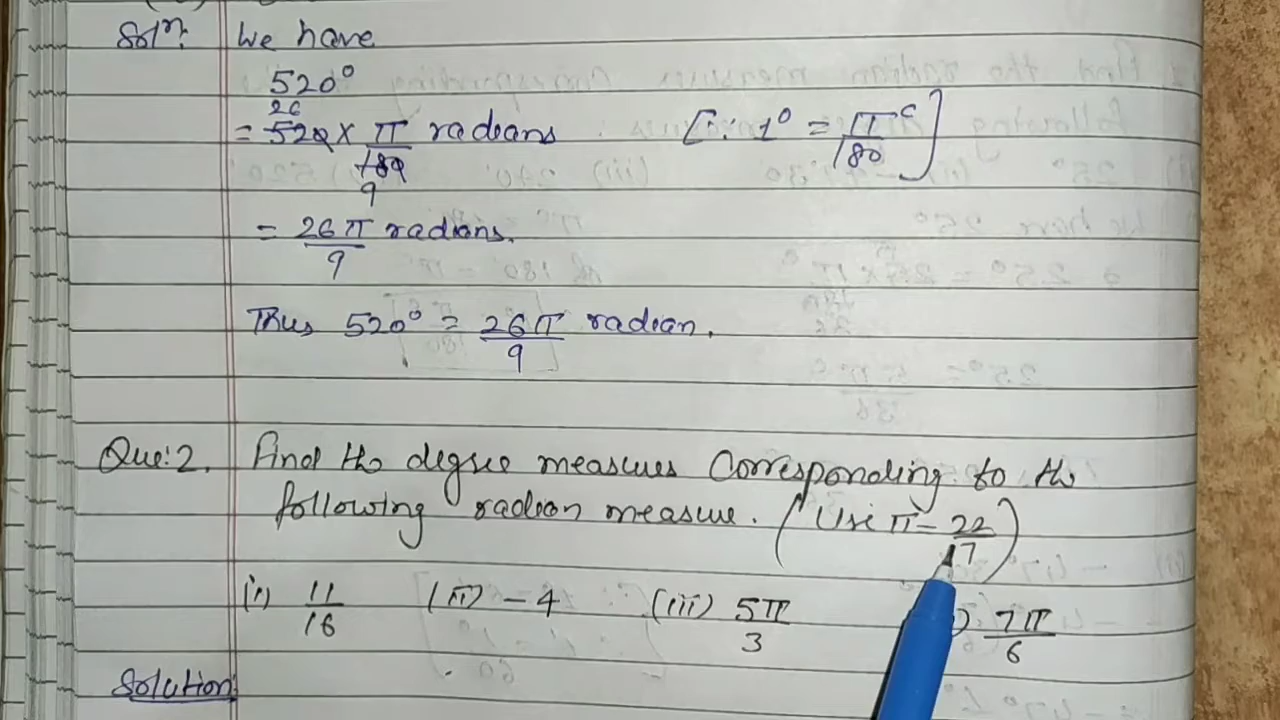 Solⁿ: We have
520°
26
= 520 × π/180 radians [∵ 1° = π/180 ᶜ]
9
= 26π/9 radians.
Thus 520° = 26π/9 radian.
Que:2. Find the degree measures Corresponding to the
following radian measure. (Use π = 22/7)
(i) 11/16 (ii) -4 (iii) 5π/3 ) 7π/6
Solution